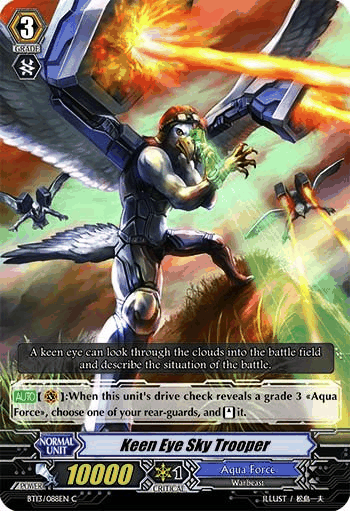 3
GRADE
A keen eye can look through the clouds into the battle field
and describe the situation of the battle.
AUTO [ ]:When this unit's drive check reveals a grade 3 «Aqua
Force», choose one of your rear-guards, and it.
NORMAL
UNIT
Keen Eye Sky Trooper
POWER
10000
1
CRITICAL
Aqua Force
Warbeast
BT13/088EN C
ILLUST / 松島一夫